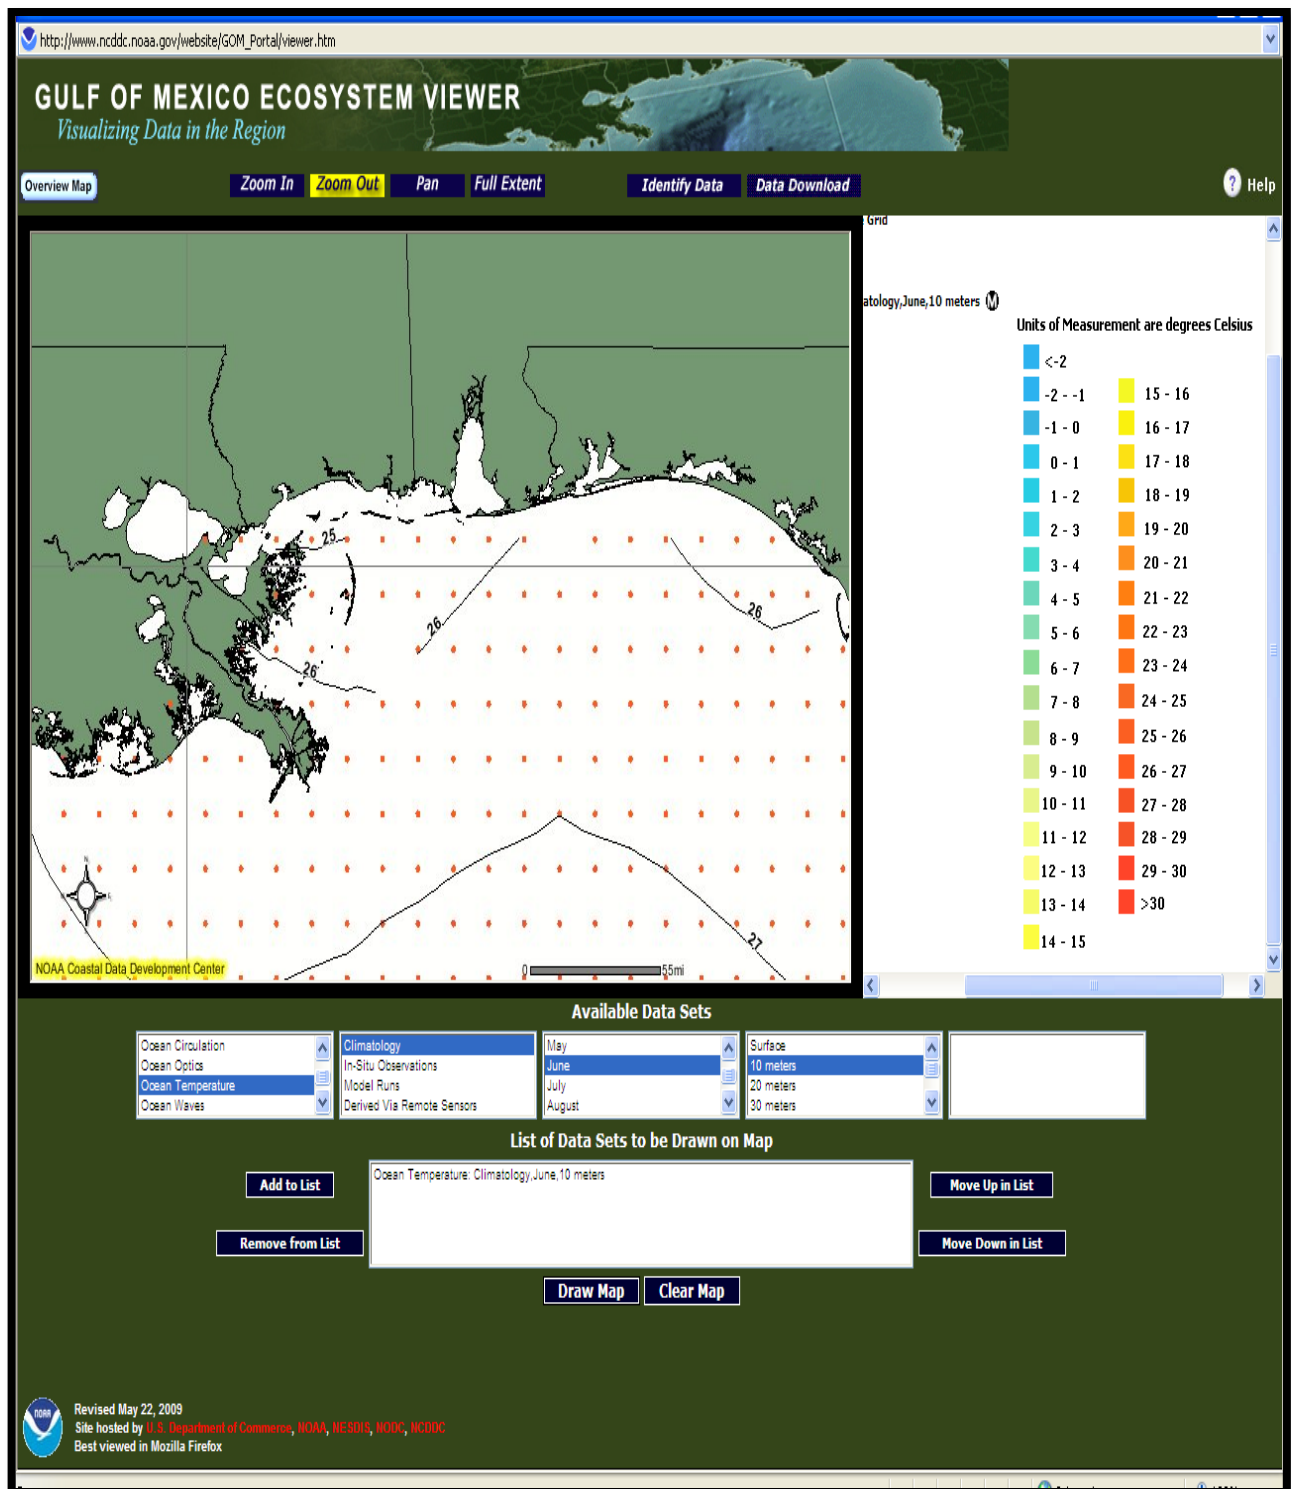 http://www.ncddc.noaa.gov/website/GOM_Portal/viewer.htm
GULF OF MEXICO ECOSYSTEM VIEWER
Visualizing Data in the Region
Overview Map
Zoom In
Zoom Out
Pan
Full Extent
Identify Data
Data Download
? Help
Grid
atology,June,10 meters M
Units of Measurement are degrees Celsius
<-2
-2 - -1
-1 - 0
0 - 1
1 - 2
2 - 3
3 - 4
4 - 5
5 - 6
6 - 7
7 - 8
8 - 9
9 - 10
10 - 11
11 - 12
12 - 13
13 - 14
14 - 15
15 - 16
16 - 17
17 - 18
18 - 19
19 - 20
20 - 21
21 - 22
22 - 23
23 - 24
24 - 25
25 - 26
26 - 27
27 - 28
28 - 29
29 - 30
>30
25
26
26
26
27
N
NOAA Coastal Data Development Center
0 55mi
Available Data Sets
Ocean Circulation
Ocean Optics
Ocean Temperature
Ocean Waves
Climatology
In-Situ Observations
Model Runs
Derived Via Remote Sensors
May
June
July
August
Surface
10 meters
20 meters
30 meters
List of Data Sets to be Drawn on Map
Add to List
Remove from List
Ocean Temperature: Climatology,June,10 meters
Move Up in List
Move Down in List
Draw Map
Clear Map
NOAA
Revised May 22, 2009
Site hosted by U.S. Department of Commerce, NOAA, NESDIS, NODC, NCDDC
Best viewed in Mozilla Firefox